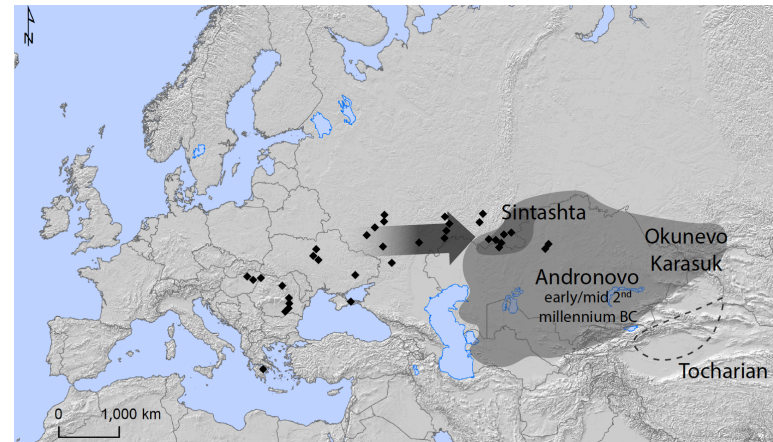 N
Sintashta
Okunevo
Karasuk
Andronovo
early/mid 2nd
millennium BC
Tocharian
0 1,000 km